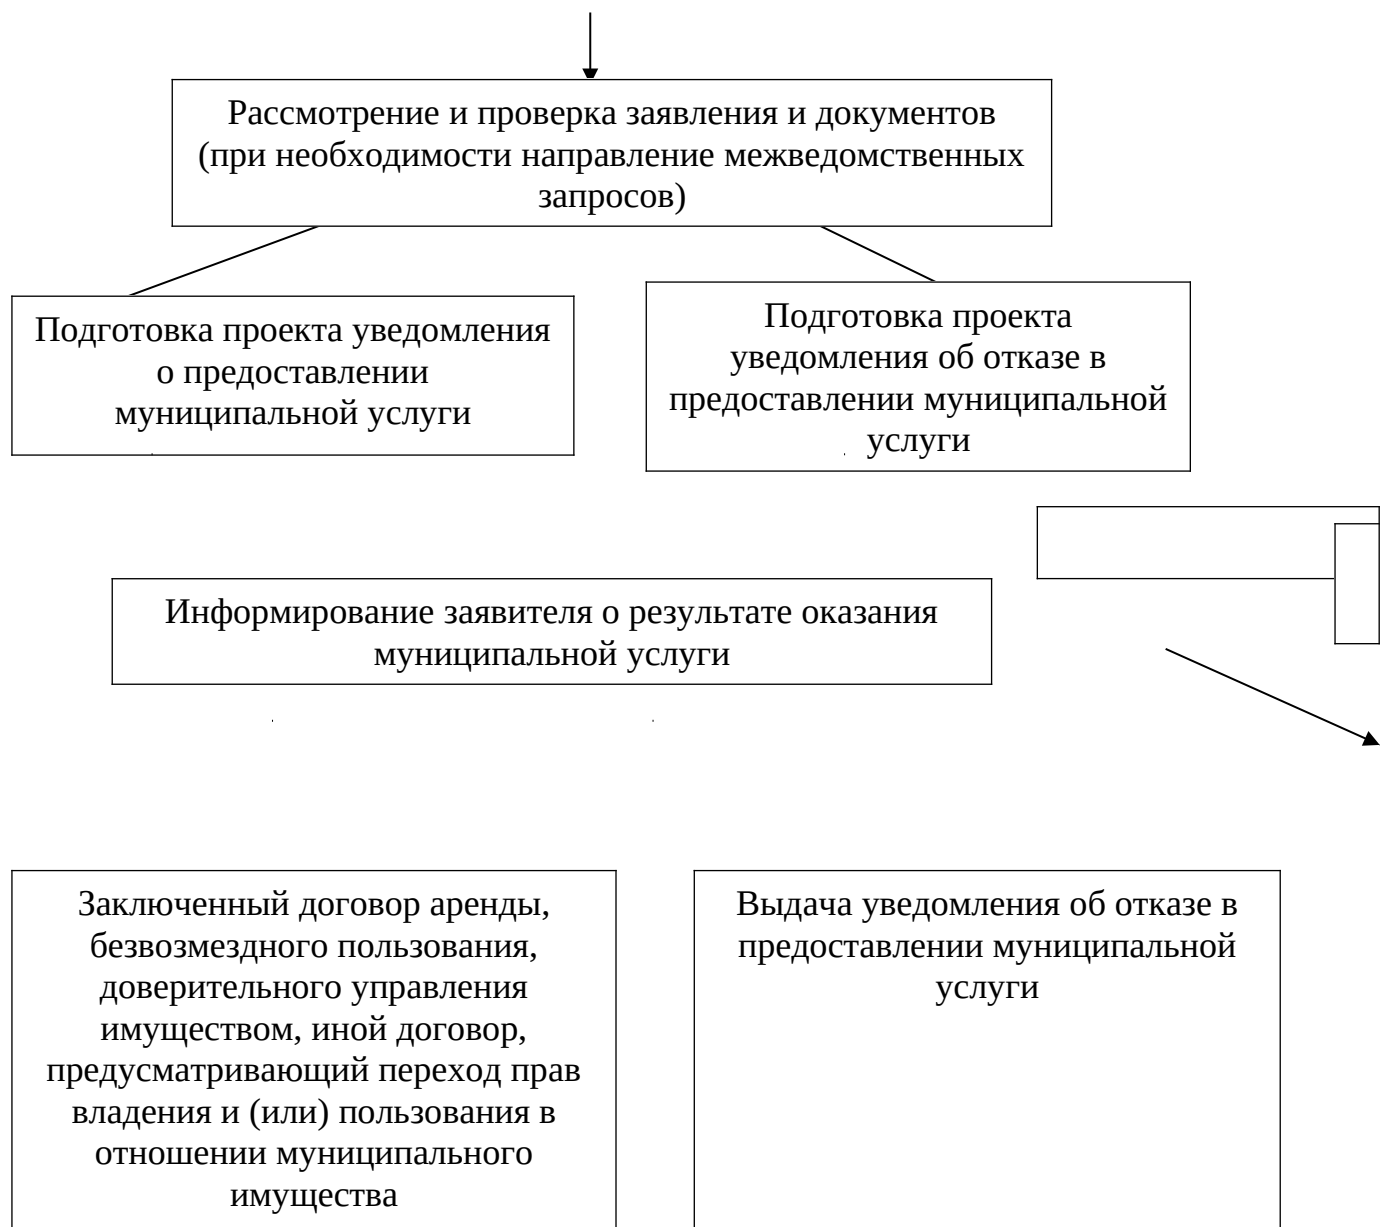 Рассмотрение и проверка заявления и документов
(при необходимости направление межведомственных
запросов)
Подготовка проекта уведомления
о предоставлении
муниципальной услуги
Подготовка проекта
уведомления об отказе в
предоставлении муниципальной
услуги
Информирование заявителя о результате оказания
муниципальной услуги
Заключенный договор аренды,
безвозмездного пользования,
доверительного управления
имуществом, иной договор,
предусматривающий переход прав
владения и (или) пользования в
отношении муниципального
имущества
Выдача уведомления об отказе в
предоставлении муниципальной
услуги